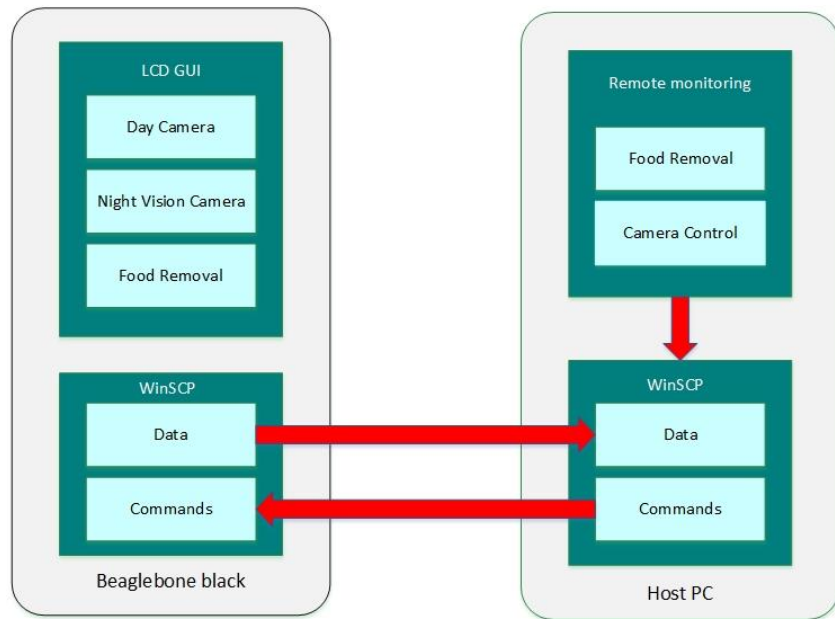 LCD GUI
Day Camera
Night Vision Camera
Food Removal
WinSCP
Data
Commands
Beaglebone black
Remote monitoring
Food Removal
Camera Control
WinSCP
Data
Commands
Host PC